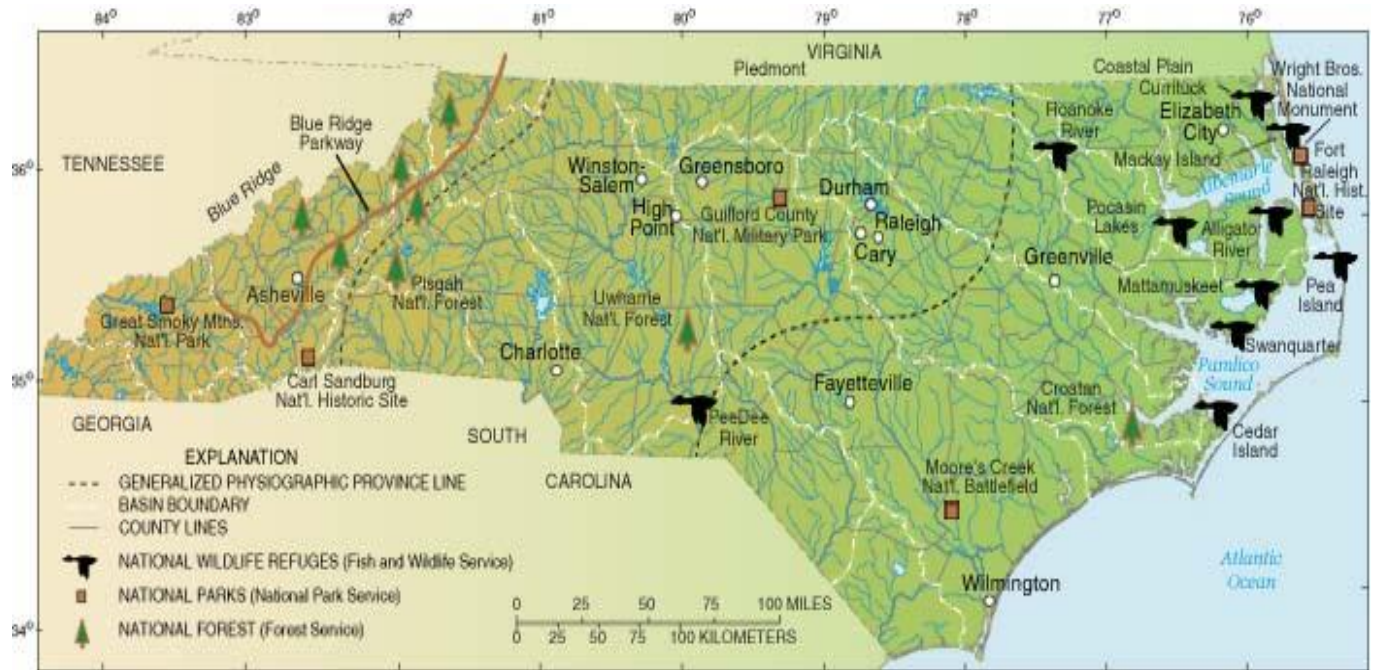 84° 83° 82° 81° 80° 79° 78° 77° 76°
VIRGINIA
Piedmont
Coastal Plain
Currituck
Wright Bros.
National
Monument
Elizabeth
City
Roanoke
River
Mackay Island
Fort
Raleigh
Nat'l. Hist.
Site
Blue Ridge
Parkway
TENNESSEE
36°
Blue Ridge
Winston-
Salem
Greensboro
High
Point
Guilford County
Nat'l. Military Park
Durham
Raleigh
Cary
Albemarle
Sound
Pocasin
Lakes
Alligator
River
Greenville
Mattamuskeet
Pea
Island
Swanquarter
Asheville
Pisgah
Nat'l. Forest
Uwharrie
Nat'l. Forest
Great Smoky Mtns.
Nat'l. Park
Charlotte
Carl Sandburg
Nat'l. Historic Site
35°
Fayetteville
Pamlico
Sound
Croatan
Nat'l. Forest
PeeDee
River
Cedar
Island
GEORGIA
SOUTH
CAROLINA
Moore's Creek
Nat'l. Battlefield
Wilmington
Atlantic
Ocean
EXPLANATION
GENERALIZED PHYSIOGRAPHIC PROVINCE LINE
BASIN BOUNDARY
COUNTY LINES
NATIONAL WILDLIFE REFUGES (Fish and Wildlife Service)
NATIONAL PARKS (National Park Service)
NATIONAL FOREST (Forest Service)
0 25 50 75 100 MILES
0 25 50 75 100 KILOMETERS
34°